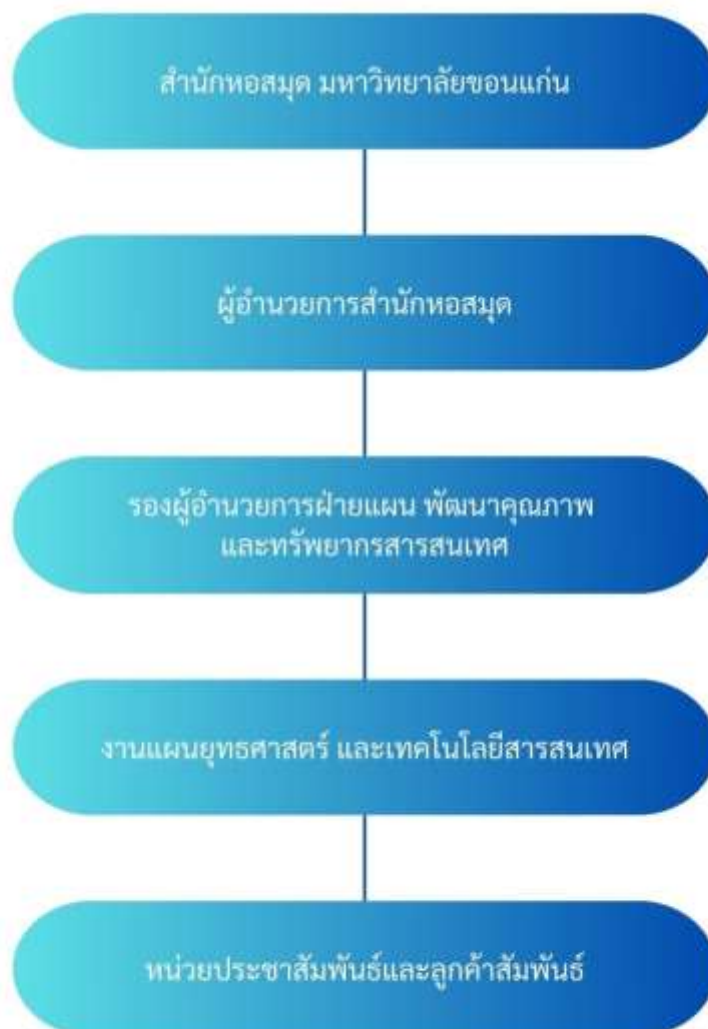 สำนักหอสมุด มหาวิทยาลัยขอนแก่น
ผู้อำนวยการสำนักหอสมุด
รองผู้อำนวยการฝ่ายแผน พัฒนาคุณภาพ
และทรัพยากรสารสนเทศ
งานแผนยุทธศาสตร์ และเทคโนโลยีสารสนเทศ
หน่วยประชาสัมพันธ์และลูกค้าสัมพันธ์